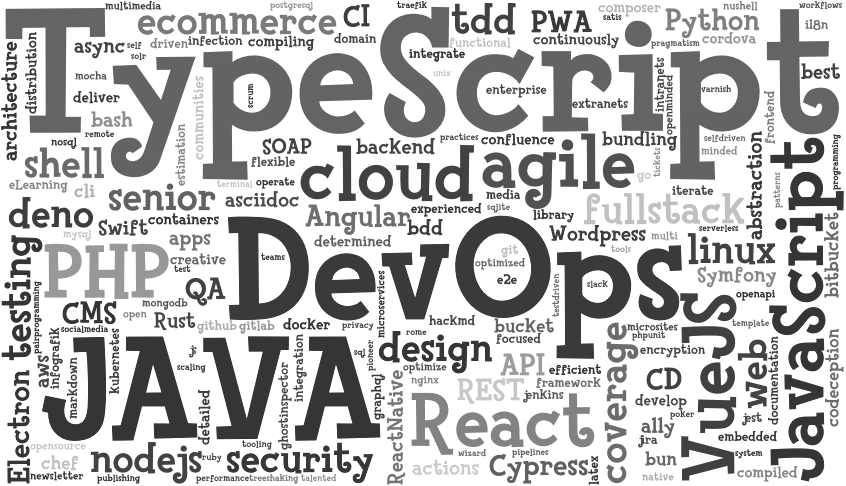 multimedia
postgresql
traefik
composer
nushell
workflows
ecommerce
CI
tdd
PWA
satis
Python
i18n
async
self
driven
infection
compiling
domain
functional
continuously
cordova
solr
integrate
pragmatism
TypeScript
architecture
distribution
mocha
unix
best
deliver
communities
scrum
enterprise
extranets
intranets
openminded
varnish
frontend
bash
remote
nosql
estimation
SOAP
backend
practices
confluence
bundling
selfdriven
minded
shell
flexible
cloud
agile
tickets
abstraction
patterns
programming
eLearning
cli
terminal
operate
go
iterate
senior
asciidoc
media
sqlite
deno
Swift
containers
Angular
experienced
library
fullstack
serverless
mysql
apps
determined
bdd
git
Wordpress
multi
linux
bitbucket
PHP
creative
test
teams
DevOps
optimized
e2e
tools
slack
Symfony
QA
testdriven
openapi
mongodb
CMS
open
Rust
github
gitlab
docker
privacy
microservices
hacKmd
bucket
focused
microsites
phpunit
template
JavaScript
Electron
testing
pairprogramming
socialmedia
rome
encryption
VueJS
aws
infografik
kubernetes
jr
scaling
integration
sql
pioneer
design
API
efficient
coverage
web
documentation
codeception
markdown
JAVA
optimize
nginx
REST
framework
jenkins
CD
develop
poker
detailed
ghostinspector
graphql
ReactNative
React
ally
jest
jra
embedded
opensource
chef
newsletter
nodejs
tooling
ruby
security
wizard
pipelines
system
bun
publishing
performance
treeshaking
talented
actions
Cypress
latex
native
compiled